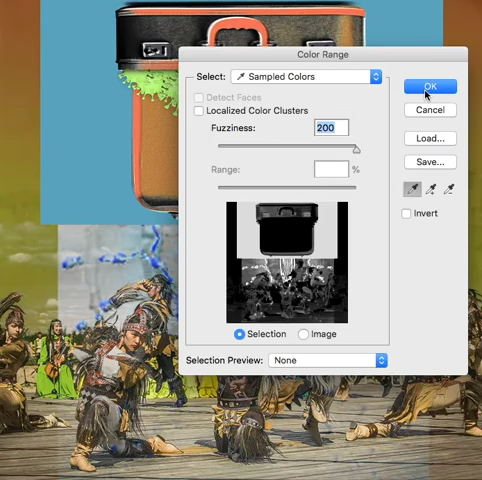 Color Range
Select: Sampled Colors
Detect Faces
Localized Color Clusters
Fuzziness: 200
Range: %
Selection Image
Selection Preview: None
OK
Cancel
Load...
Save...
Invert